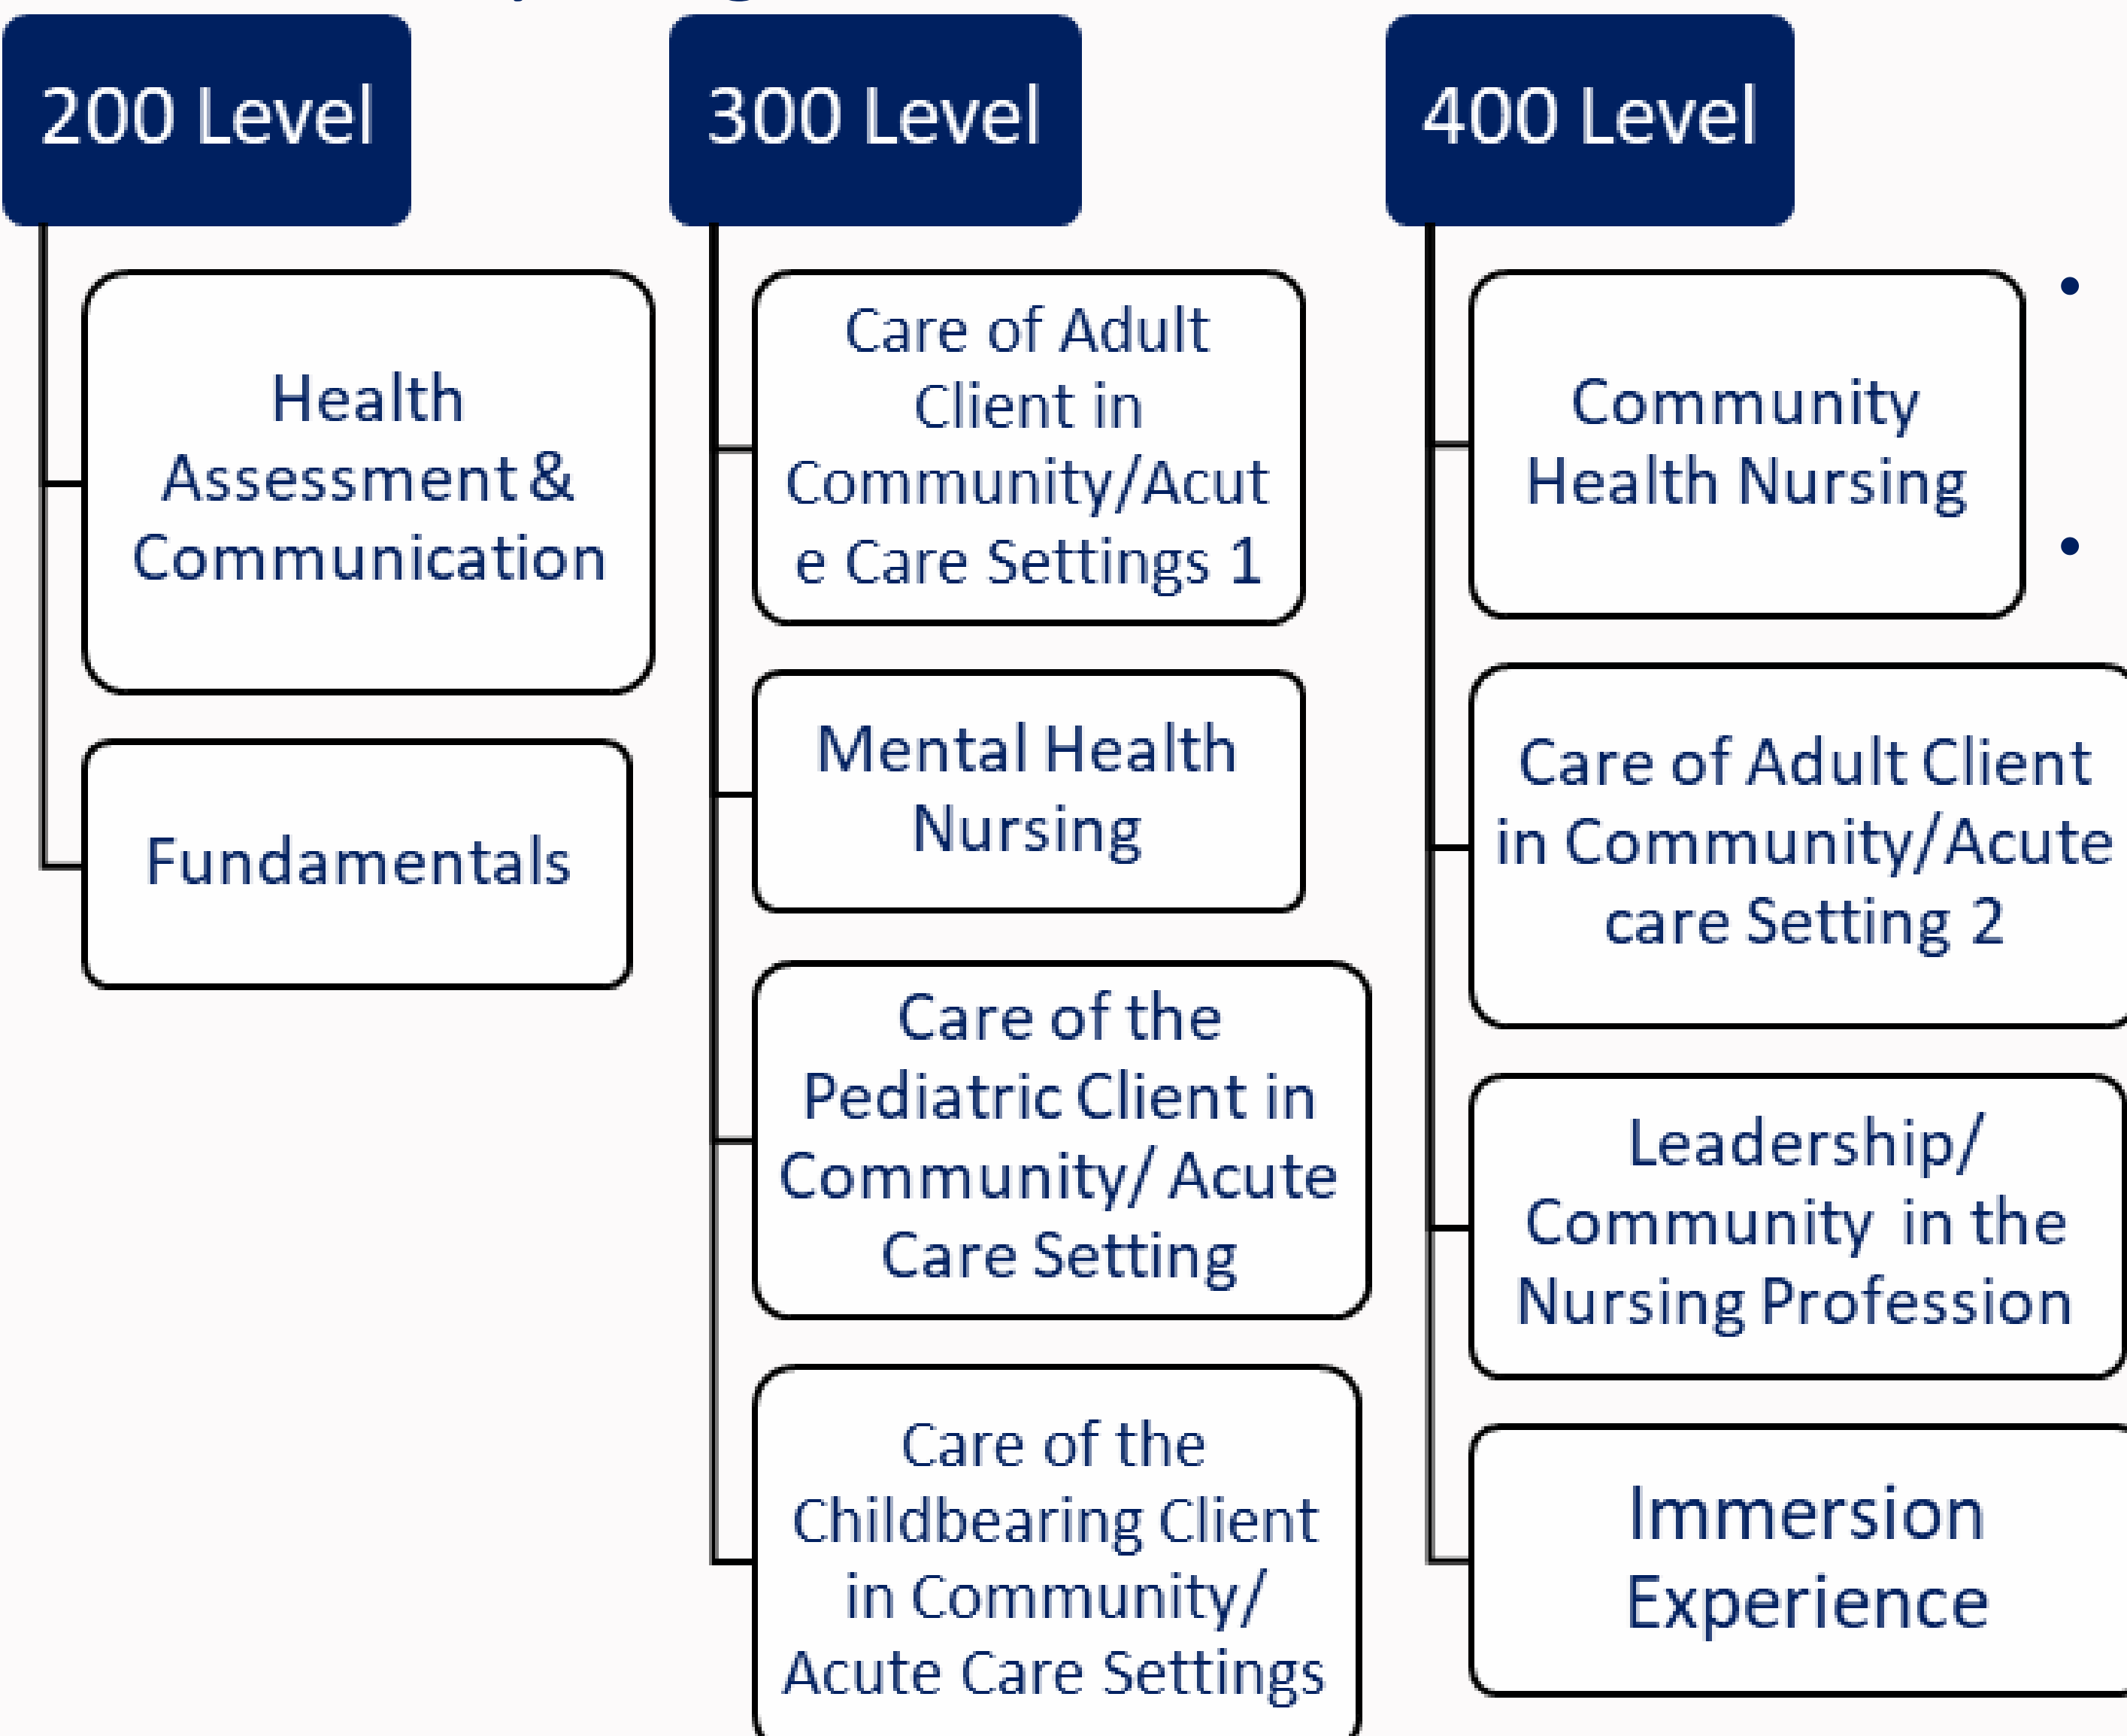 200 Level
Health
Assessment &
Communication
Fundamentals
300 Level
Care of Adult
Client in
Community/Acut
e Care Settings 1
Mental Health
Nursing
Care of the
Pediatric Client in
Community/ Acute
Care Setting
Care of the
Childbearing Client
in Community/
Acute Care Settings
400 Level
Community
Health Nursing
Care of Adult Client
in Community/Acute
care Setting 2
Leadership/
Community in the
Nursing Profession
Immersion
Experience
•
•